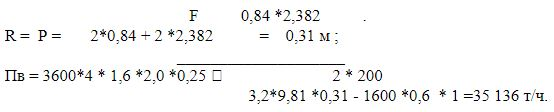 F 0,84 *2,382 .
R = P = 2*0,84 + 2 *2,382 = 0,31 м ;
Пв = 3600*4 * 1,6 *2,0 *0,25 □ 2 * 200
3,2*9,81 *0,31 - 1600 *0,6 * 1 =35 136 т/ч.